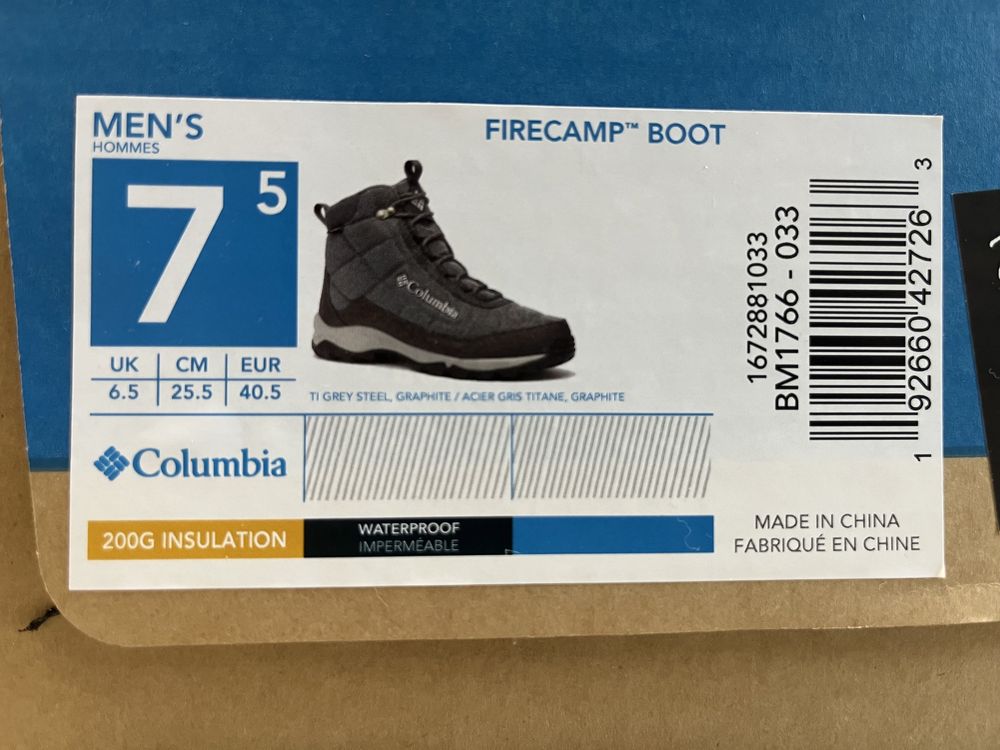 MEN'S
HOMMES
7 5
UK CM EUR
6.5 25.5 40.5
FIRECAMP™ BOOT
Columbia
TI GREY STEEL, GRAPHITE / ACIER GRIS TITANE, GRAPHITE
Columbia
200G INSULATION
WATERPROOF
IMPERMÉABLE
1672881033
BM1766 - 033
1 92660 42726 3
MADE IN CHINA
FABRIQUÉ EN CHINE